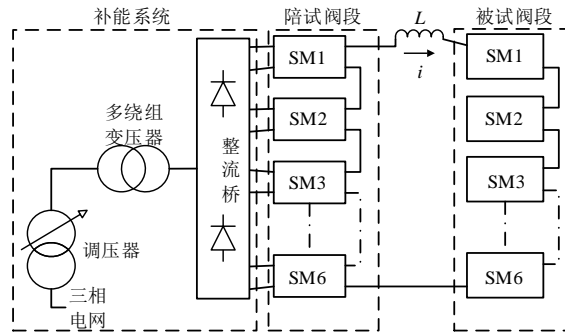 补能系统
陪试阀段
L
i
被试阀段
SM1
SM2
SM3
SM6
SM1
SM2
SM3
SM6
多绕组
变压器
整流桥
调压器
三相
电网